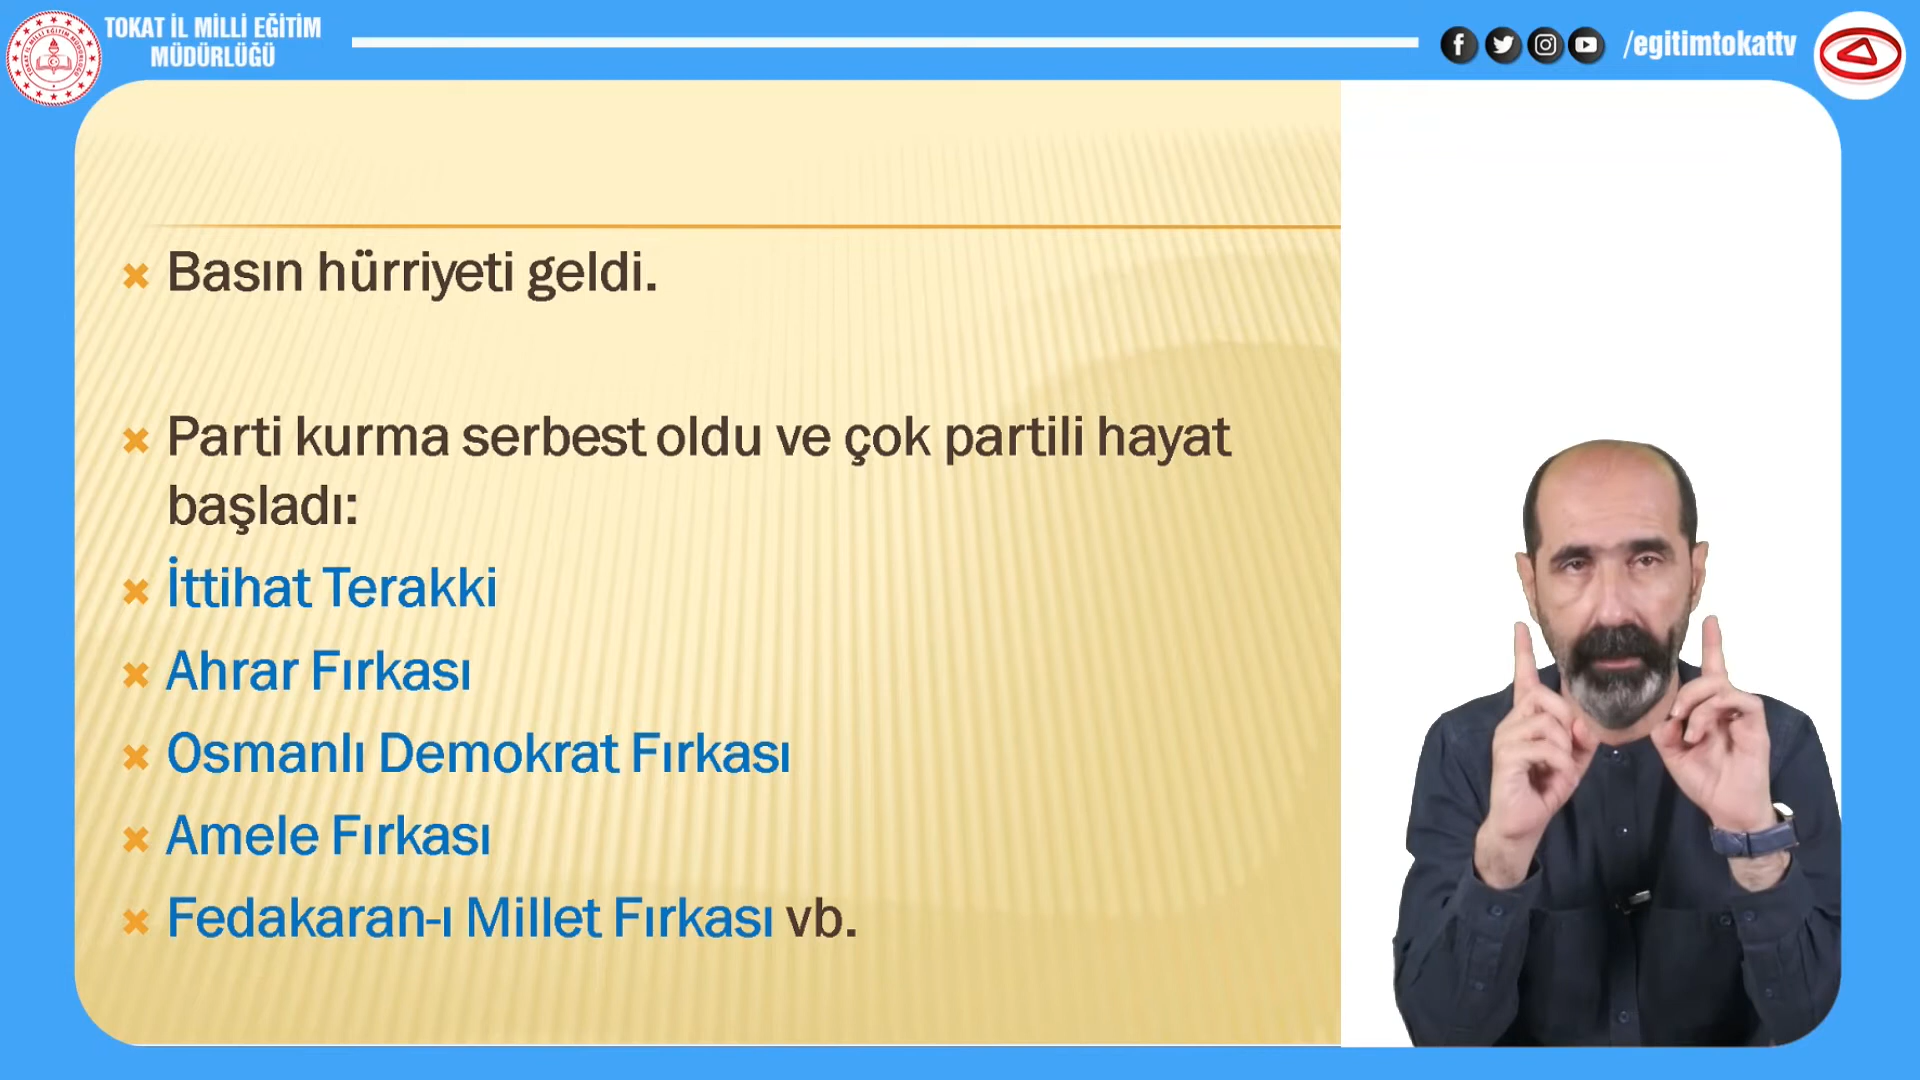 TOKAT İL MİLLİ EĞİTİM
MÜDÜRLÜĞÜ
/egitimtokattv
Basın hürriyeti geldi.
Parti kurma serbest oldu ve çok partili hayat
başladı:
İttihat Terakki
Ahrar Fırkası
Osmanlı Demokrat Fırkası
Amele Fırkası
Fedakaran-ı Millet Fırkası vb.